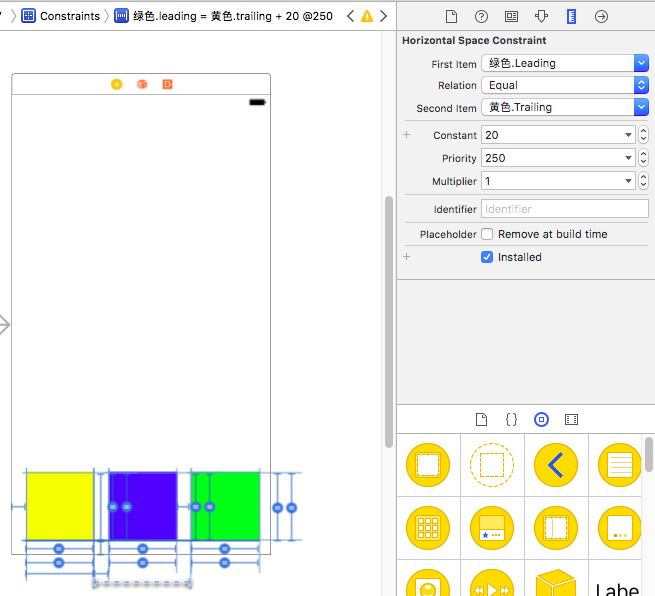 Constraints 绿色.leading = 黄色.trailing + 20 @250
Horizontal Space Constraint
First Item 绿色.Leading
Relation Equal
Second Item 黄色.Trailing
Constant 20
Priority 250
Multiplier 1
Identifier Identifier
Placeholder Remove at build time
Installed
Labe